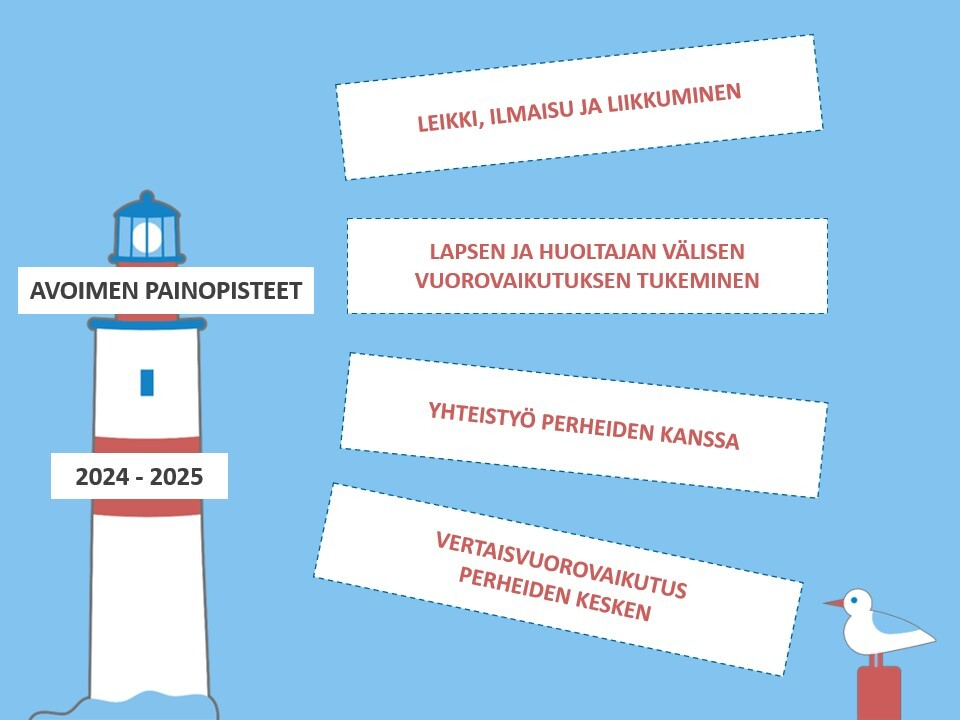 LEIKKI, ILMAISU JA LIIKKUMINEN
LAPSEN JA HUOLTAJAN VÄLISEN
VUOROVAIKUTUKSEN TUKEMINEN
AVOIMEN PAINOPISTEET
YHTEISTYÖ PERHEIDEN KANSSA
2024 - 2025
VERTAISVUOROVAIKUTUS
PERHEIDEN KESKEN